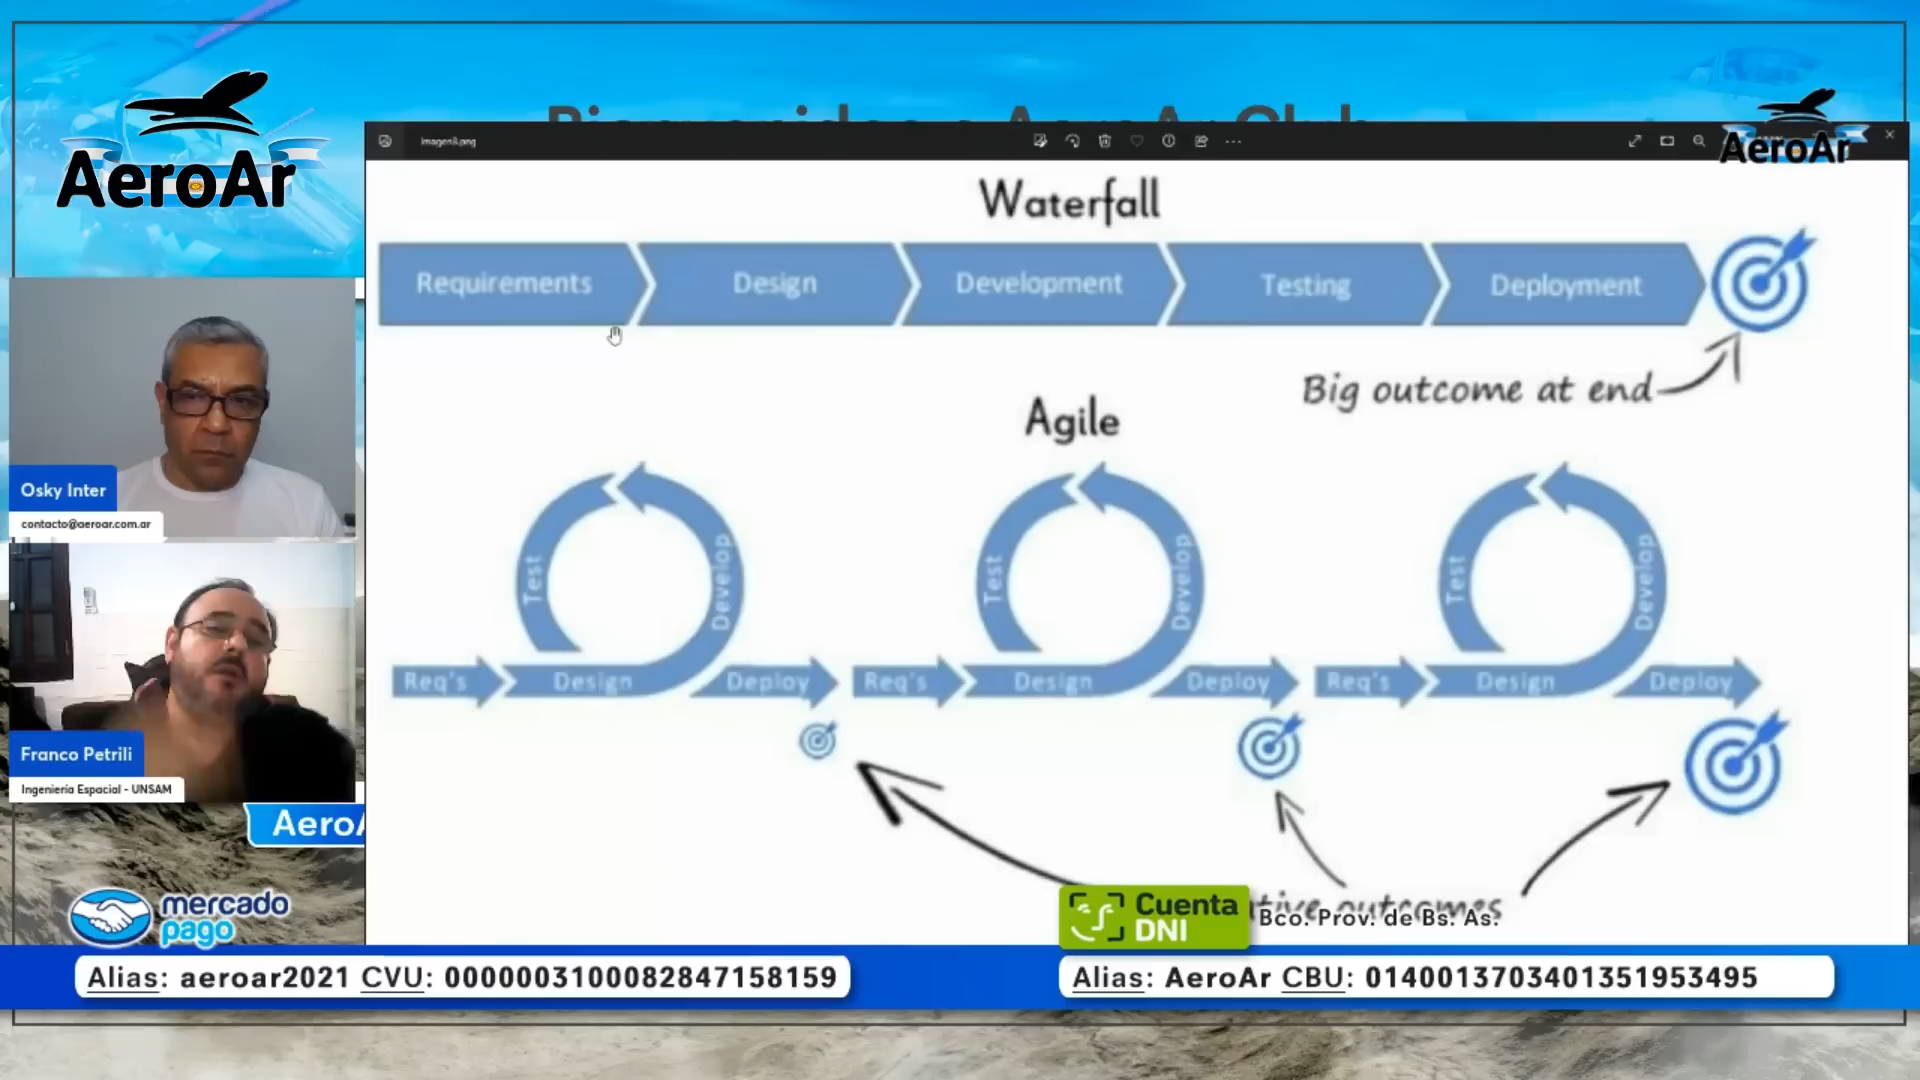 AeroAr
AeroAr
Imagen8.png
Waterfall
Requirements
Design
Development
Testing
Deployment
Big outcome at end
Agile
Test
Develop
Req's
Design
Deploy
Test
Develop
Req's
Design
Deploy
Test
Develop
Req's
Design
Deploy
outcomes
Osky Inter
contacto@aeroar.com.ar
Franco Petrili
Ingeniería Espacial - UNSAM
mercado
pago
Cuenta
DNI
Bco. Prov. de Bs. As.
Alias: aeroar2021 CVU: 0000003100082847158159
Alias: AeroAr CBU: 0140013703401351953495